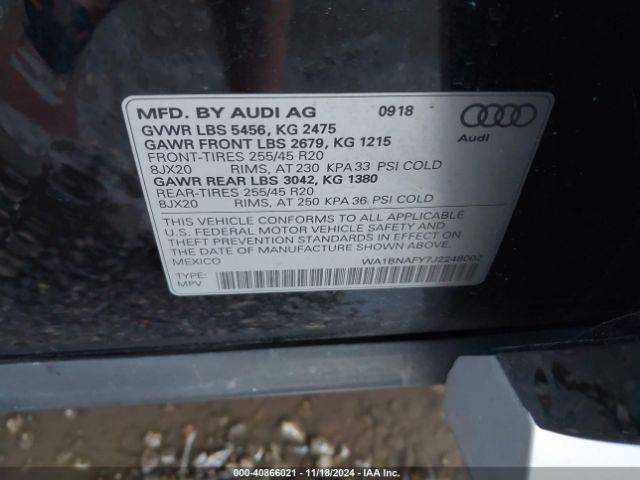 MFD. BY AUDI AG 0918
GVWR LBS 5456, KG 2475
GAWR FRONT LBS 2679, KG 1215
FRONT-TIRES 255/45 R20
8JX20 RIMS, AT 230 KPA 33 PSI COLD
GAWR REAR LBS 3042, KG 1380
REAR-TIRES 255/45 R20
8JX20 RIMS, AT 250 KPA 36 PSI COLD
Audi
THIS VEHICLE CONFORMS TO ALL APPLICABLE
U.S. FEDERAL MOTOR VEHICLE SAFETY AND
THEFT PREVENTION STANDARDS IN EFFECT ON
THE DATE OF MANUFACTURE SHOWN ABOVE.
MEXICO WA1BNAFY7J2248002
TYPE:
MPV
000-40866021 | 11/18/2024 | IAA Inc.